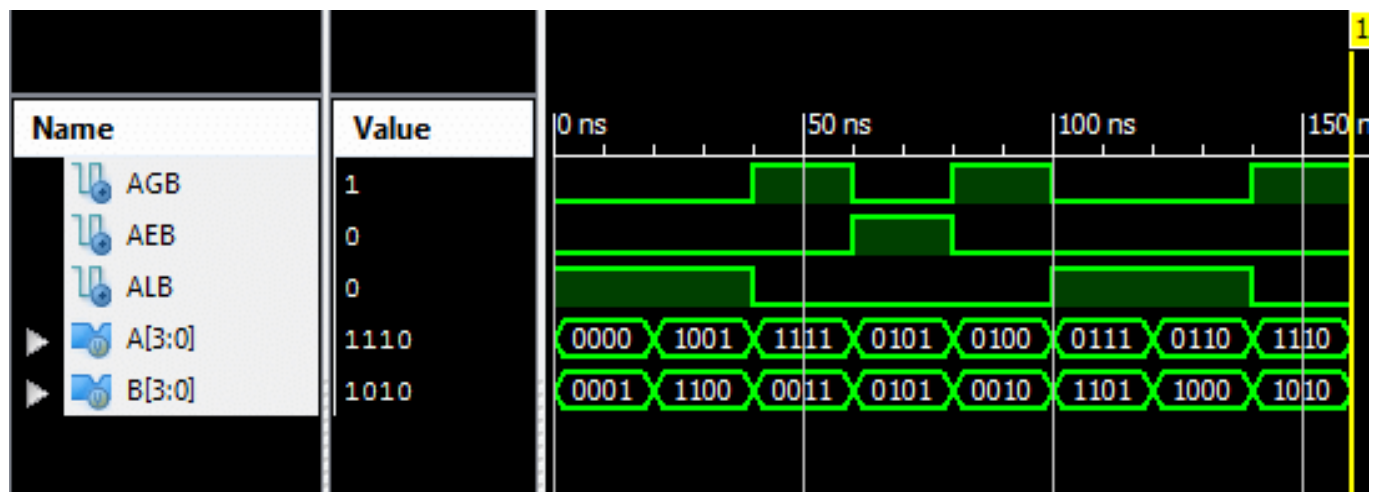 1
Name Value 0 ns 50 ns 100 ns 150 n
AGB 1
AEB 0
ALB 0
A[3:0] 1110 0000 1001 1111 0101 0100 0111 0110 1110
B[3:0] 1010 0001 1100 0011 0101 0010 1101 1000 1010